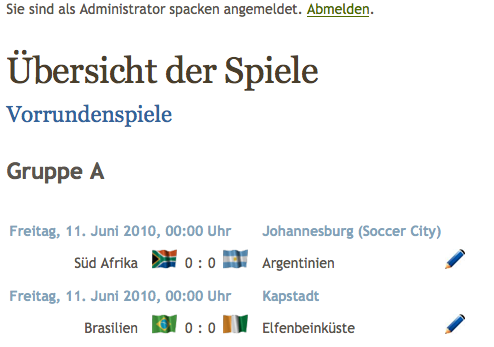 Sie sind als Administrator spacken angemeldet. Abmelden.
Übersicht der Spiele
Vorrundenspiele
Gruppe A
Freitag, 11. Juni 2010, 00:00 Uhr Johannesburg (Soccer City)
Süd Afrika 0 : 0 Argentinien
Freitag, 11. Juni 2010, 00:00 Uhr Kapstadt
Brasilien 0 : 0 Elfenbeinküste